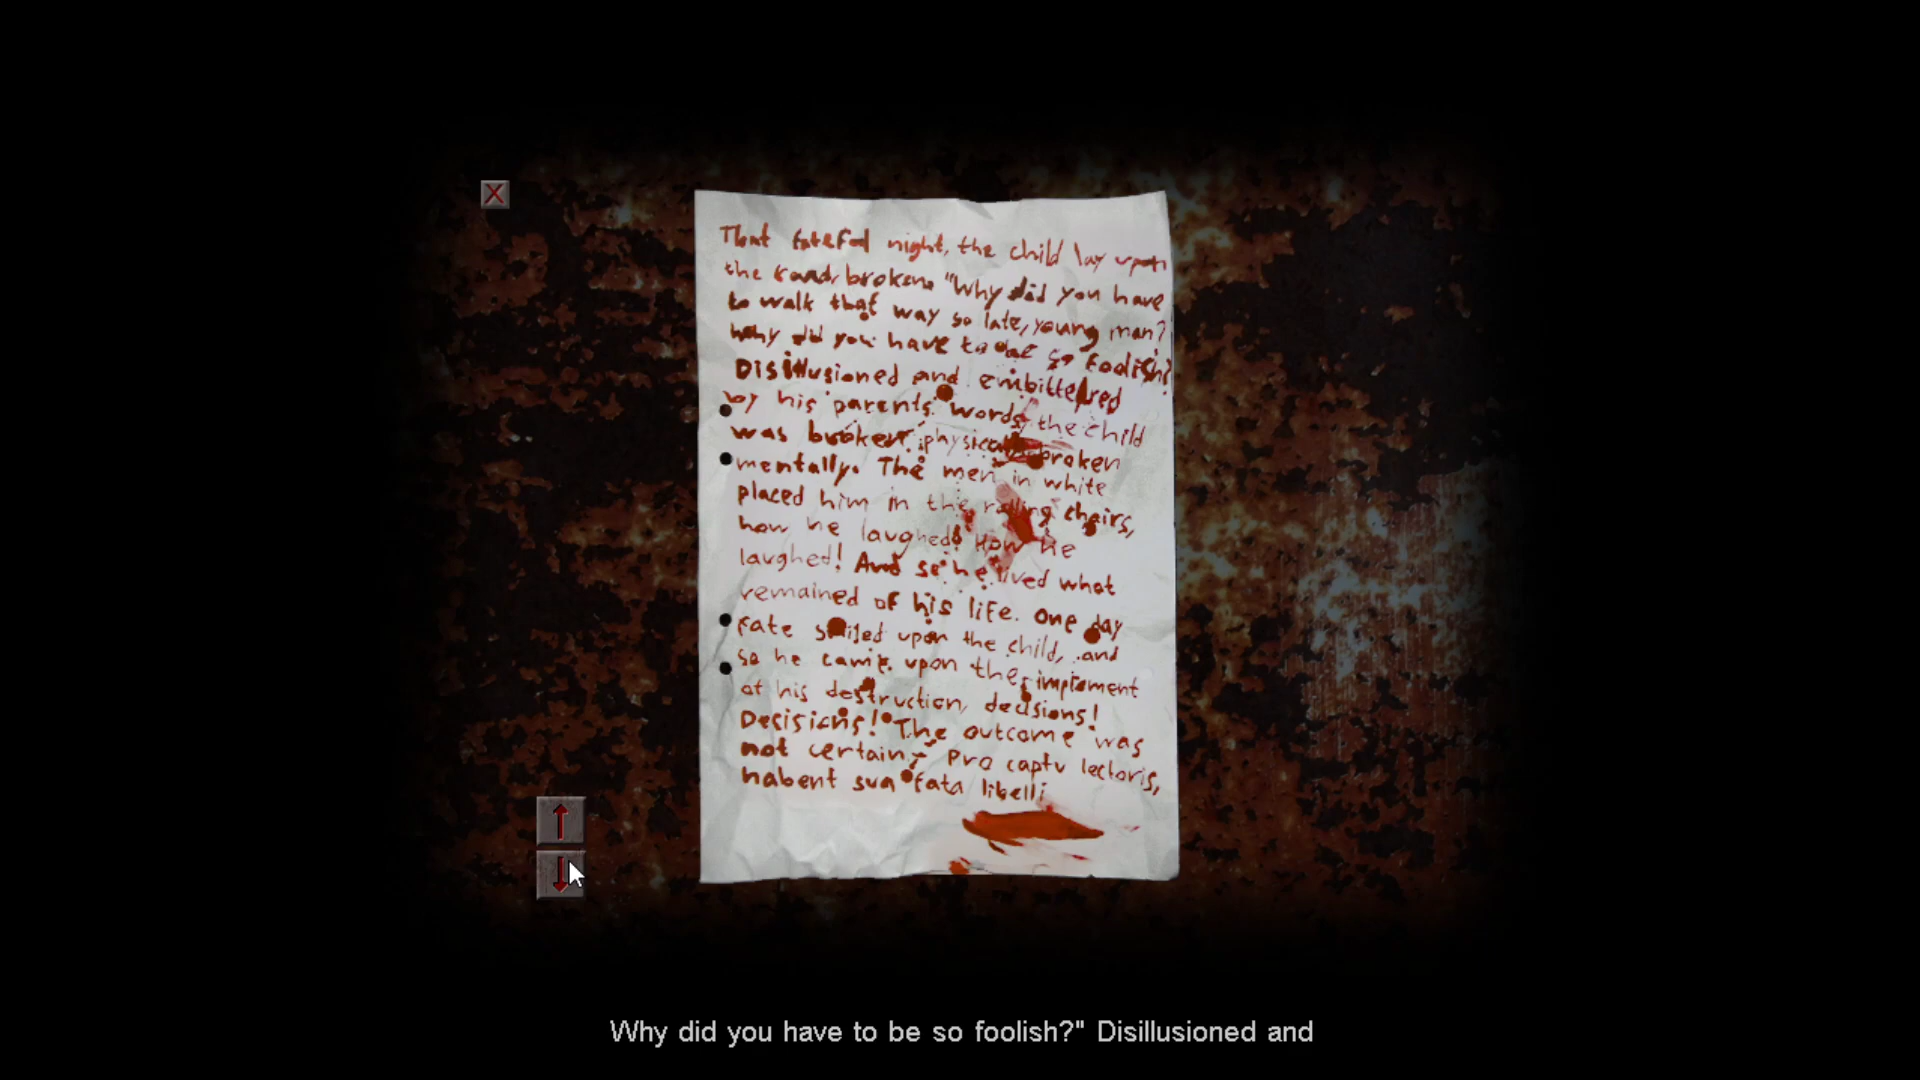 That fateful night, the child lay upon
the road, broken. "Why did you have
to walk that way so late, young man?
Why did you have to be so foolish?
Disillusioned and embittered
by his parents words, the child
was broken physically broken
mentally. The men in white
placed him in the rolling chairs,
how he laughed! How he
laughed! And so he lived what
remained of his life. One day
fate smiled upon the child, and
so he came upon the implement
of his destruction, decisions!
Desisions! The outcome was
not certain; Pro captu lectoris,
habent sua fata libelli
Why did you have to be so foolish?" Disillusioned and